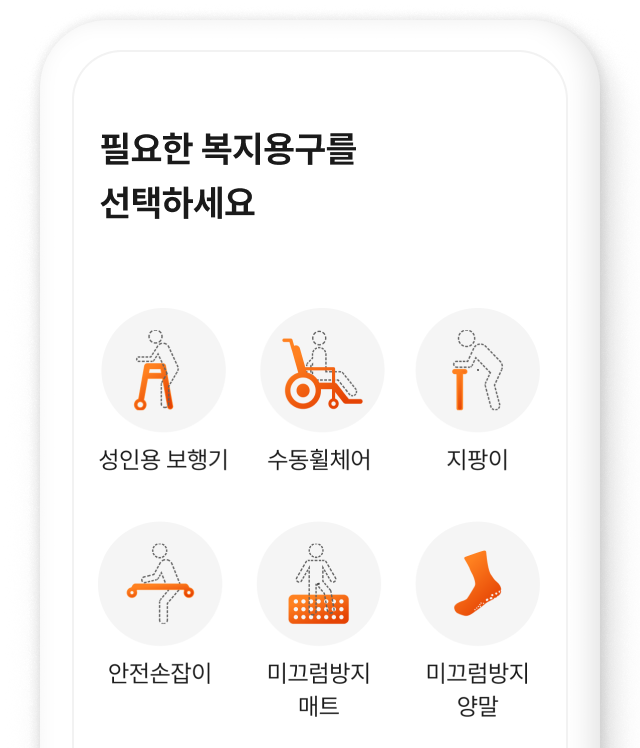 필요한 복지용구를
선택하세요
성인용 보행기
수동휠체어
지팡이
안전손잡이
미끄럼방지
매트
미끄럼방지
양말